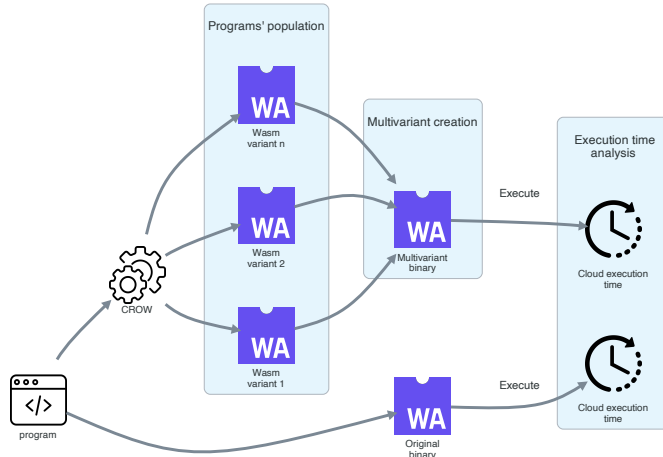 Programs' population
WA
Wasm
variant n
WA
Wasm
variant 2
WA
Wasm
variant 1
Multivariant creation
WA
Multivariant
binary
Execution time
analysis
Execute
Cloud execution
time
CROW
</>
program
WA
Original
binary
Execute
Cloud execution
time